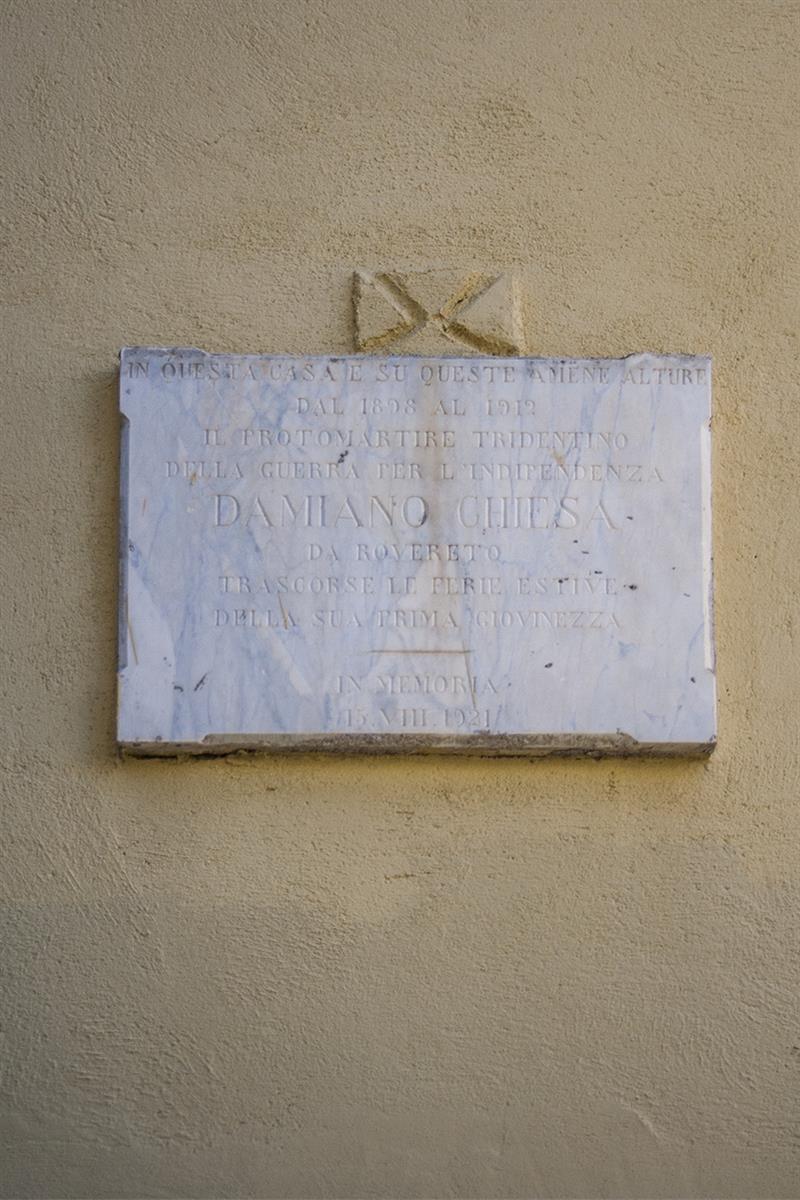 IN QUESTA CASA E SU QUESTE AMENE ALTURE
DAL 1898 AL 1912
IL PROTOMARTIRE TRIDENTINO
DELLA GUERRA PER L'INDIPENDENZA
DAMIANO CHIESA
DA ROVERETO
TRASCORSE LE FERIE ESTIVE
DELLA SUA PRIMA GIOVINEZZA
IN MEMORIA
15.VIII.1921